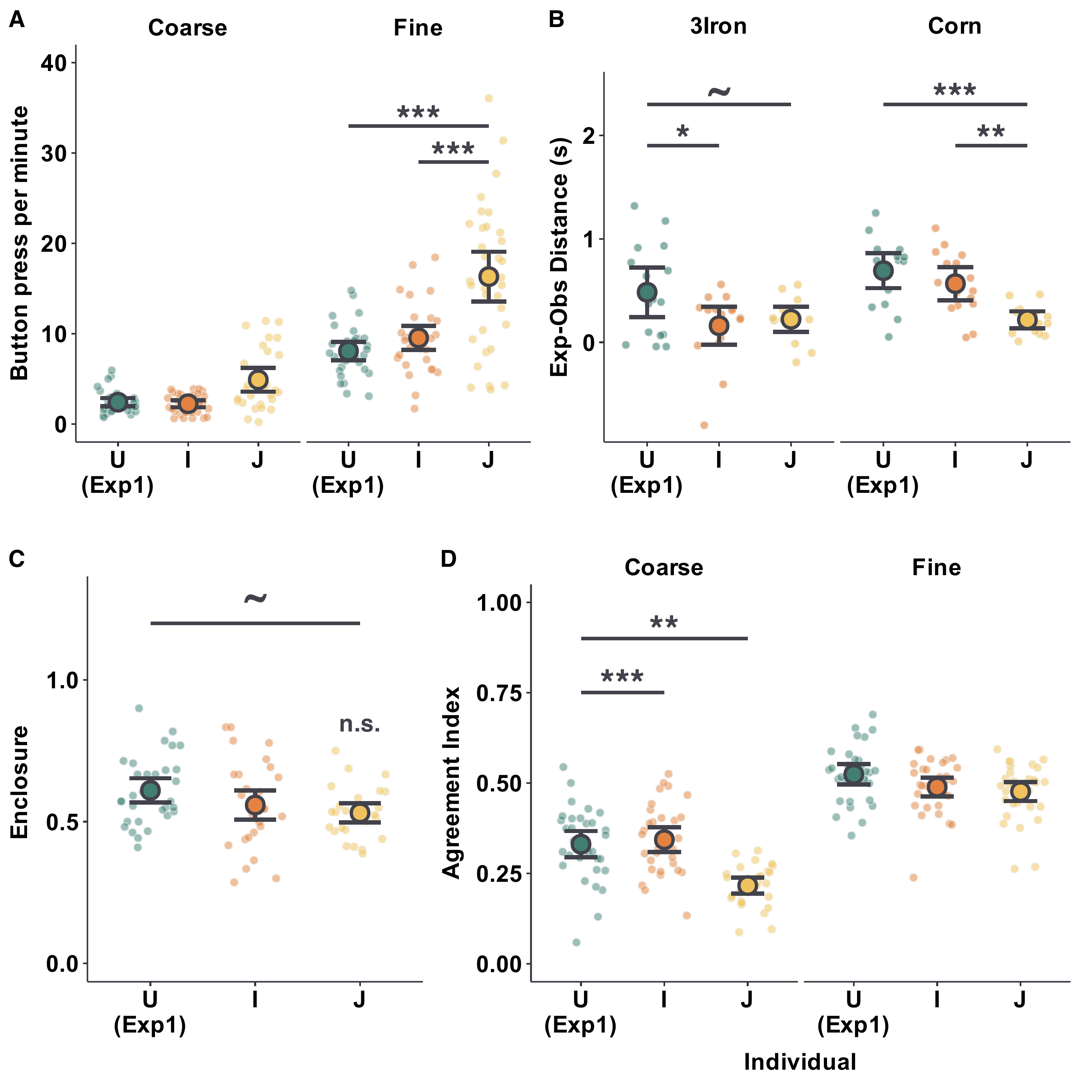 A
Coarse
Fine
Button press per minute
40
30
20
10
0
***
***
U
(Exp1)
I
J
U
(Exp1)
I
J
B
3Iron
Corn
Exp-Obs Distance (s)
2
1
0
~
*
***
**
U
(Exp1)
I
J
U
(Exp1)
I
J
C
Enclosure
1.0
0.5
0.0
~
n.s.
U
(Exp1)
I
J
D
Coarse
Fine
Agreement Index
1.00
0.75
0.50
0.25
0.00
**
***
U
(Exp1)
I
J
U
(Exp1)
I
J
Individual